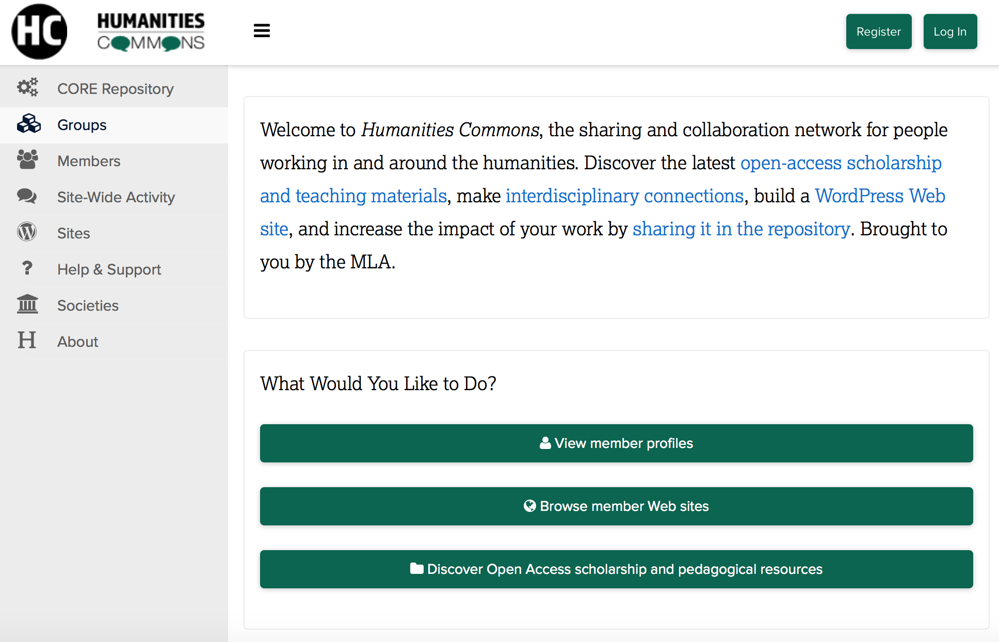 HC
HUMANITIES
COMMONS
Register
Log In
CORE Repository
Groups
Members
Site-Wide Activity
Sites
? Help & Support
Societies
H About
Welcome to Humanities Commons, the sharing and collaboration network for people
working in and around the humanities. Discover the latest open-access scholarship
and teaching materials, make interdisciplinary connections, build a WordPress Web
site, and increase the impact of your work by sharing it in the repository. Brought to
you by the MLA.
What Would You Like to Do?
View member profiles
Browse member Web sites
Discover Open Access scholarship and pedagogical resources